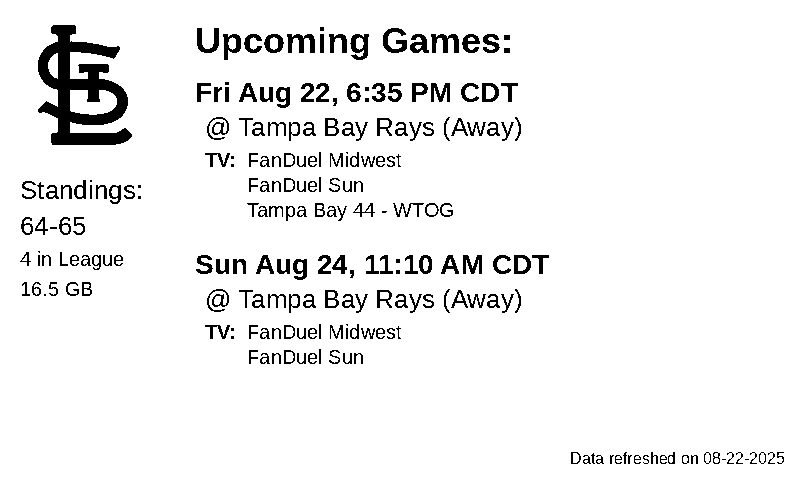 STL
Upcoming Games:
Fri Aug 22, 6:35 PM CDT
@ Tampa Bay Rays (Away)
TV: FanDuel Midwest
FanDuel Sun
Tampa Bay 44 - WTOG
Standings:
64-65
4 in League
16.5 GB
Sun Aug 24, 11:10 AM CDT
@ Tampa Bay Rays (Away)
TV: FanDuel Midwest
FanDuel Sun
Data refreshed on 08-22-2025